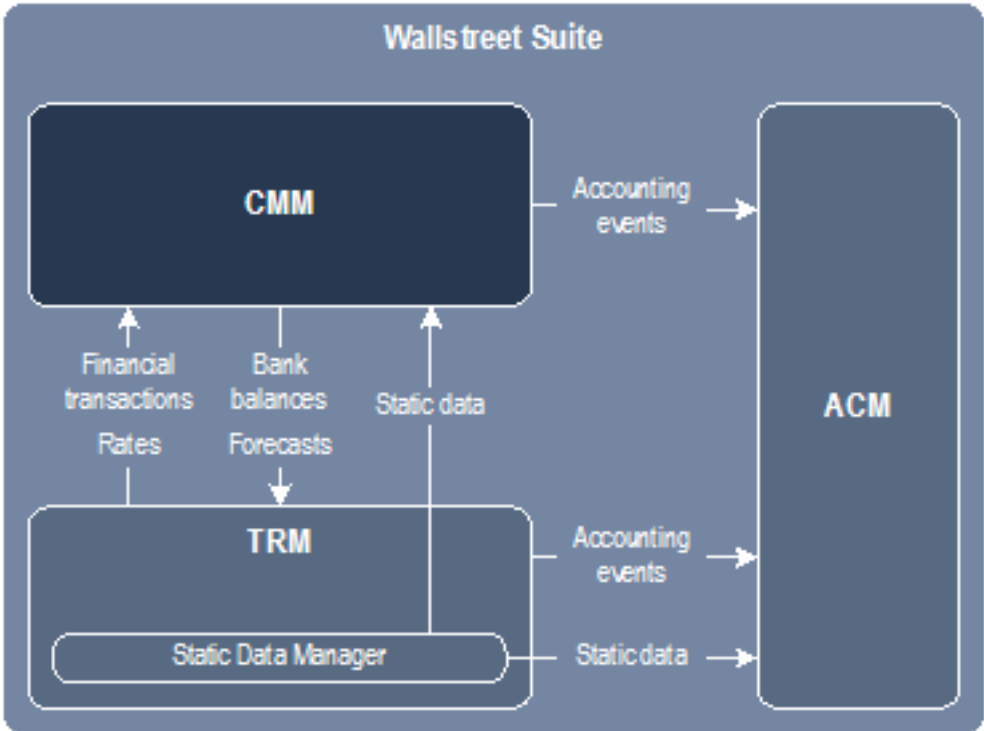 Wallstreet Suite
CMM
Accounting
events
Financial
transactions
Rates
Bank
balances
Forecasts
Static data
ACM
TRM
Accounting
events
Static Data Manager
Static data